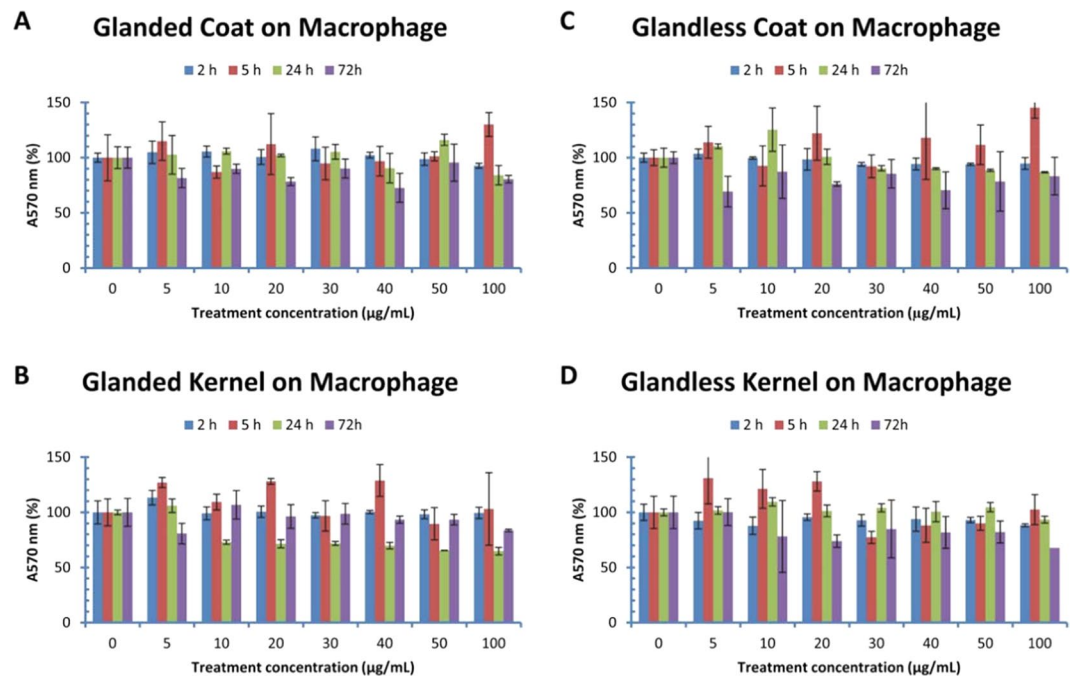 A
Glanded Coat on Macrophage
2 h 5 h 24 h 72h
150
100
50
0
A570 nm (%)
0 5 10 20 30 40 50 100
Treatment concentration (µg/mL)
C
Glandless Coat on Macrophage
2 h 5 h 24 h 72h
150
100
50
0
A570 nm (%)
0 5 10 20 30 40 50 100
Treatment concentration (µg/mL)
B
Glanded Kernel on Macrophage
2 h 5 h 24 h 72h
150
100
50
0
A570 nm (%)
0 5 10 20 30 40 50 100
Treatment concentration (µg/mL)
D
Glandless Kernel on Macrophage
2 h 5 h 24 h 72h
150
100
50
0
A570 nm (%)
0 5 10 20 30 40 50 100
Treatment concentration (µg/mL)